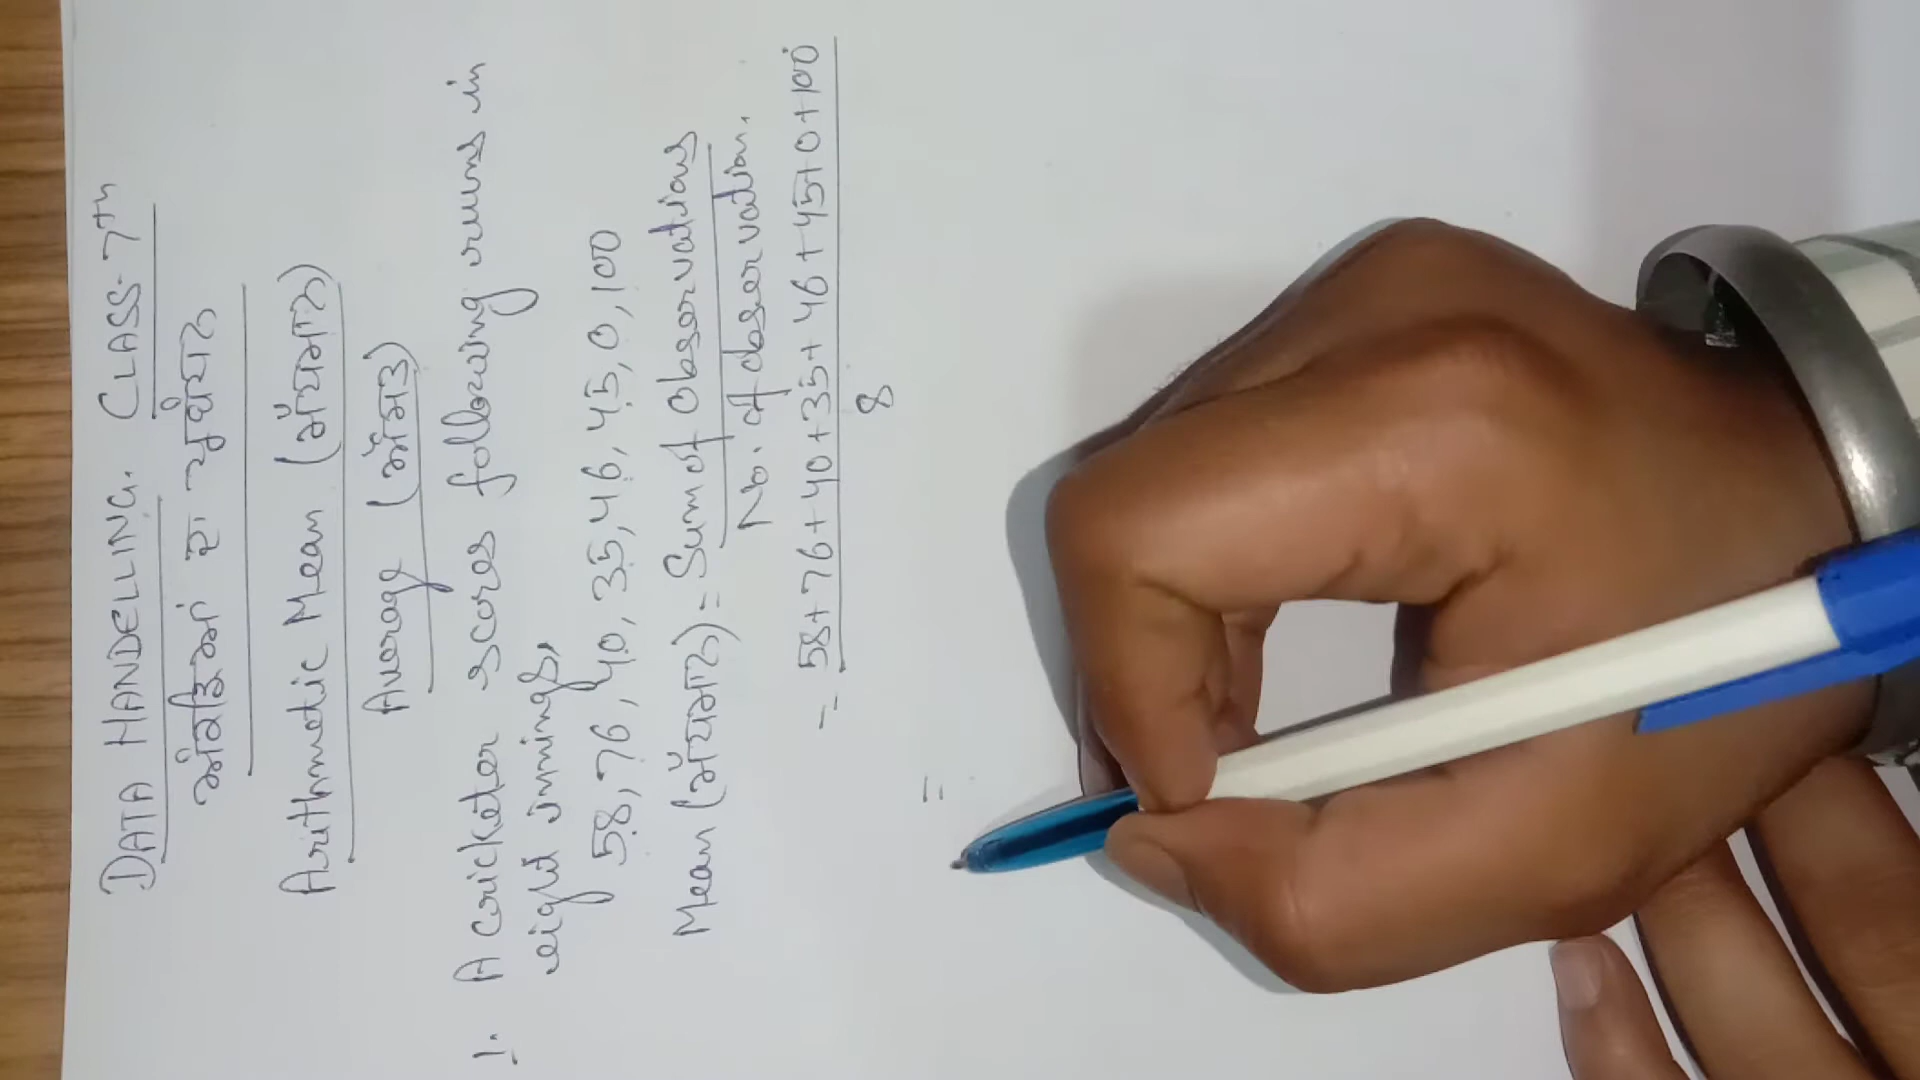 DATA HANDELLING. CLASS-7th
ਅੰਕੜਿਆਂ ਦਾ ਪ੍ਰਬੰਧਨ
Arithmetic Mean (ਮੱਧਮਾਨ)
Average (ਔਸਤ)
1. A cricketer scores following runs in
eight innings,
58, 76, 40, 35, 46, 45, 0, 100
Mean (ਮੱਧਮਾਨ) = Sum of Observations
No. of observation.
= 58+76+40+35+46+45+0+100
8
=